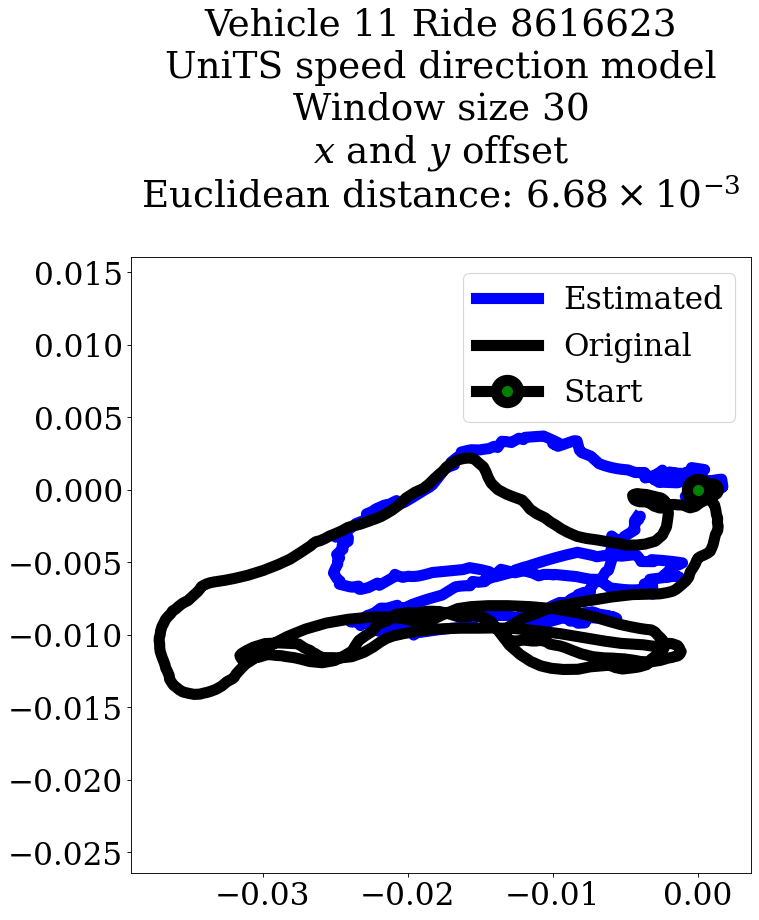 Vehicle 11 Ride 8616623
UniTS speed direction model
Window size 30
x and y offset
Euclidean distance: 6.68 × 10⁻³
0.015
0.010
0.005
0.000
−0.005
−0.010
−0.015
−0.020
−0.025
Estimated
Original
Start
−0.03 −0.02 −0.01 0.00